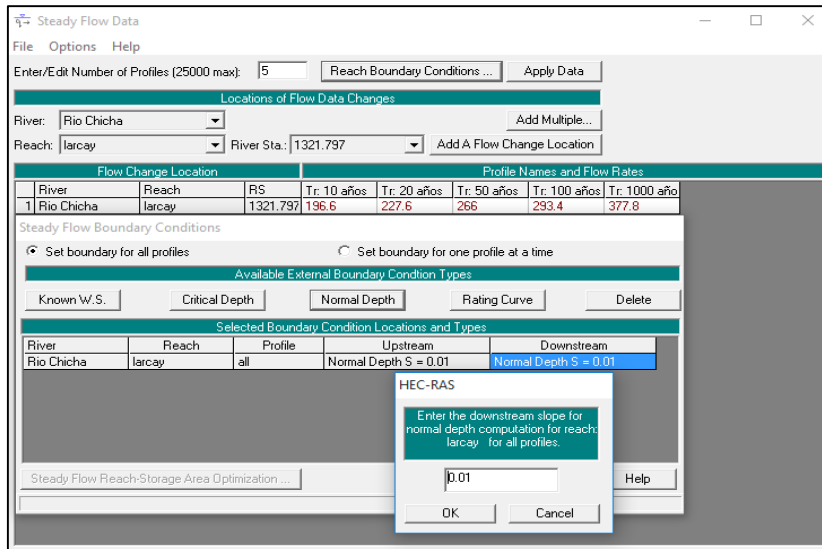 Steady Flow Data
File Options Help
Enter/Edit Number of Profiles (25000 max): 5 Reach Boundary Conditions ... Apply Data
Locations of Flow Data Changes
River: Rio Chicha Add Multiple...
Reach: larcay River Sta.: 1321.797 Add A Flow Change Location
Flow Change Location Profile Names and Flow Rates
River Reach RS Tr: 10 años Tr: 20 años Tr: 50 años Tr: 100 años Tr: 1000 año
1 Rio Chicha larcay 1321.797 196.6 227.6 266 293.4 377.8
Steady Flow Boundary Conditions
Set boundary for all profiles Set boundary for one profile at a time
Available External Boundary Condtion Types
Known W.S. Critical Depth Normal Depth Rating Curve Delete
Selected Boundary Condition Locations and Types
River Reach Profile Upstream Downstream
Rio Chicha larcay all Normal Depth S = 0.01 Normal Depth S = 0.01
HEC-RAS
Enter the downstream slope for
normal depth computation for reach:
larcay for all profiles.
0.01
Steady Flow Reach-Storage Area Optimization ... Help
OK Cancel